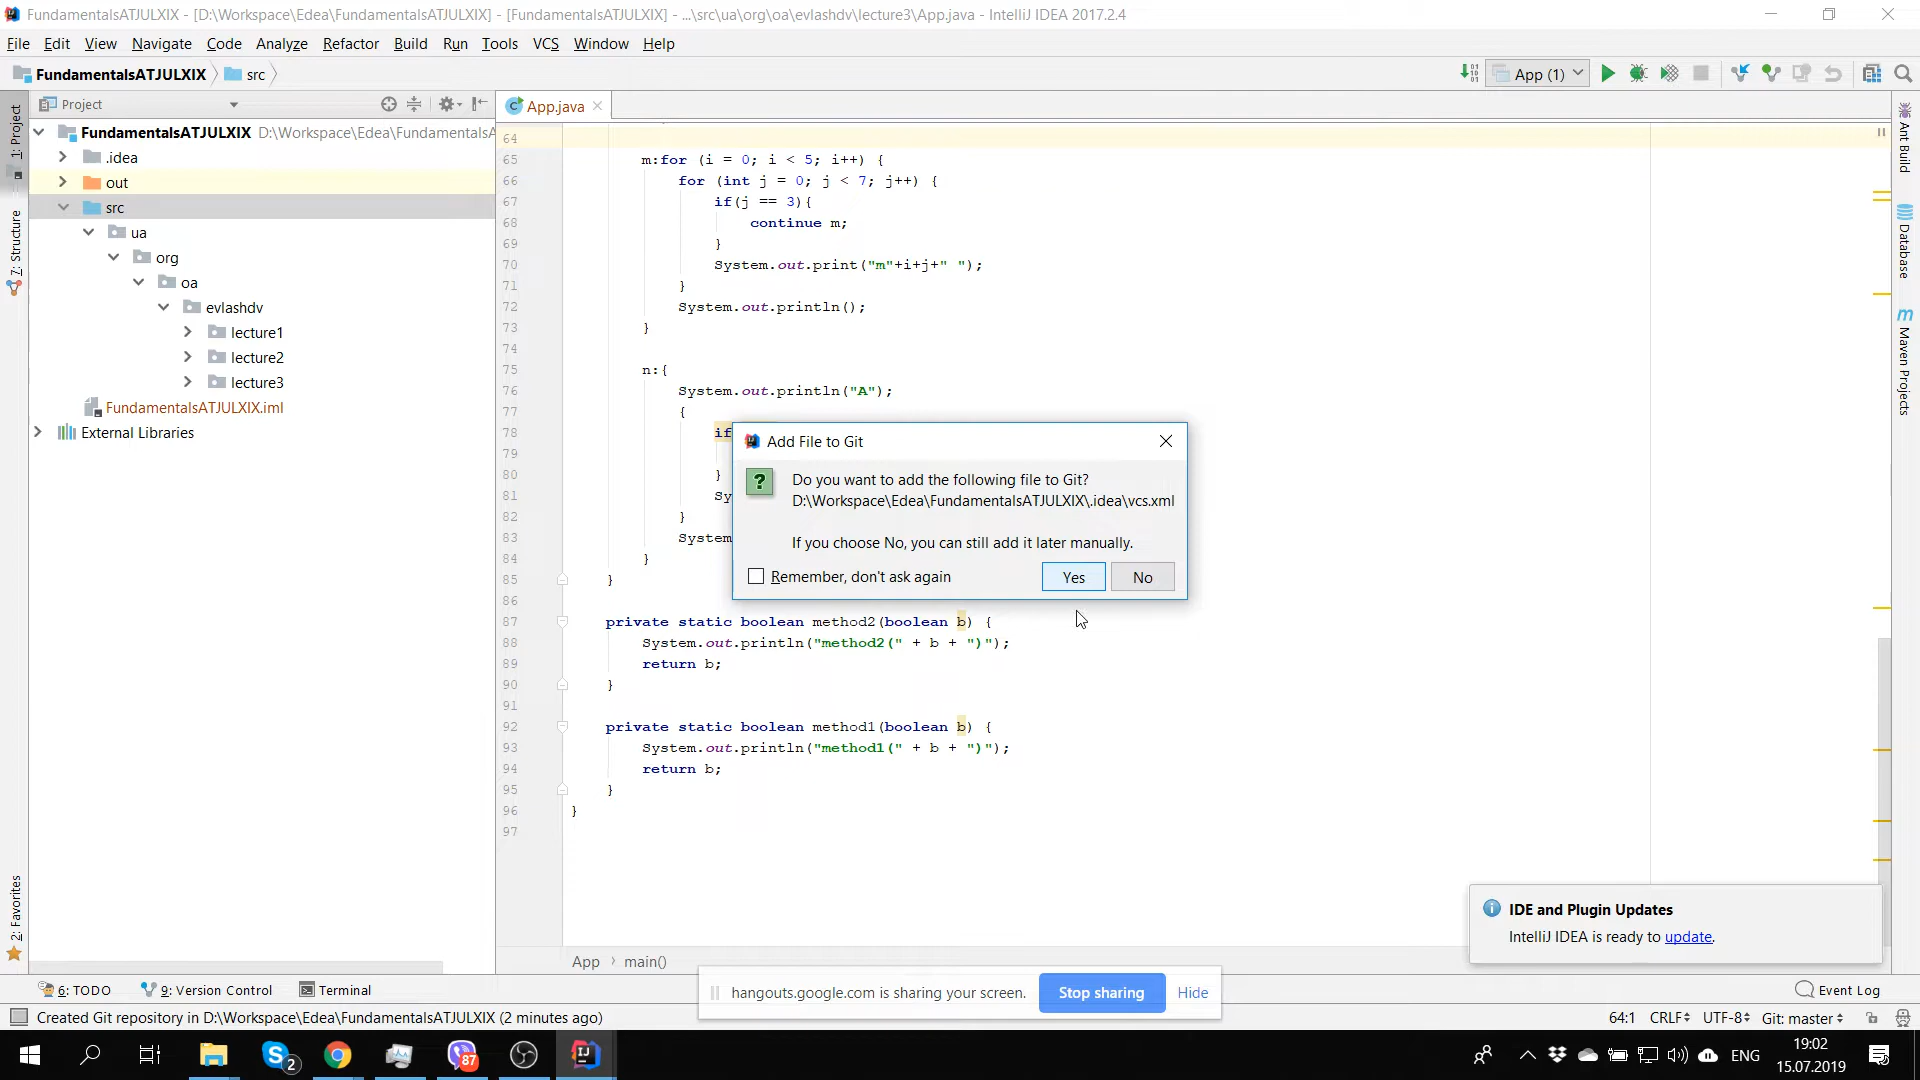 FundamentalsATJULXIX - [D:\Workspace\Edea\FundamentalsATJULXIX] - [FundamentalsATJULXIX] - ...\src\ua\org\oa\evlashdv\lecture3\App.java - IntelliJ IDEA 2017.2.4
File Edit View Navigate Code Analyze Refactor Build Run Tools VCS Window Help
FundamentalsATJULXIX src
App (1)
Project
App.java
1: Project
7: Structure
2: Favorites
FundamentalsATJULXIX D:\Workspace\Edea\FundamentalsA
.idea
out
src
ua
org
oa
evlashdv
lecture1
lecture2
lecture3
FundamentalsATJULXIX.iml
External Libraries
64
65 m:for (i = 0; i < 5; i++) {
66 for (int j = 0; j < 7; j++) {
67 if(j == 3){
68 continue m;
69 }
70 System.out.print("m"+i+j+" ");
71 }
72 System.out.println();
73 }
74
75 n:{
76 System.out.println("A");
77 {
78 if
79
80 }
81 Sy
82 }
83 System
84 }
85 }
86
87 private static boolean method2(boolean b) {
88 System.out.println("method2(" + b + ")");
89 return b;
90 }
91
92 private static boolean method1(boolean b) {
93 System.out.println("method1(" + b + ")");
94 return b;
95 }
96 }
97
Add File to Git
Do you want to add the following file to Git?
D:\Workspace\Edea\FundamentalsATJULXIX\.idea\vcs.xml
If you choose No, you can still add it later manually.
Remember, don't ask again
Yes No
Ant Build
Database
Maven Projects
IDE and Plugin Updates
IntelliJ IDEA is ready to update.
App main()
hangouts.google.com is sharing your screen. Stop sharing Hide
6: TODO 9: Version Control Terminal
Event Log
Created Git repository in D:\Workspace\Edea\FundamentalsATJULXIX (2 minutes ago)
64:1 CRLF UTF-8 Git: master
2
87
ENG
19:02
15.07.2019